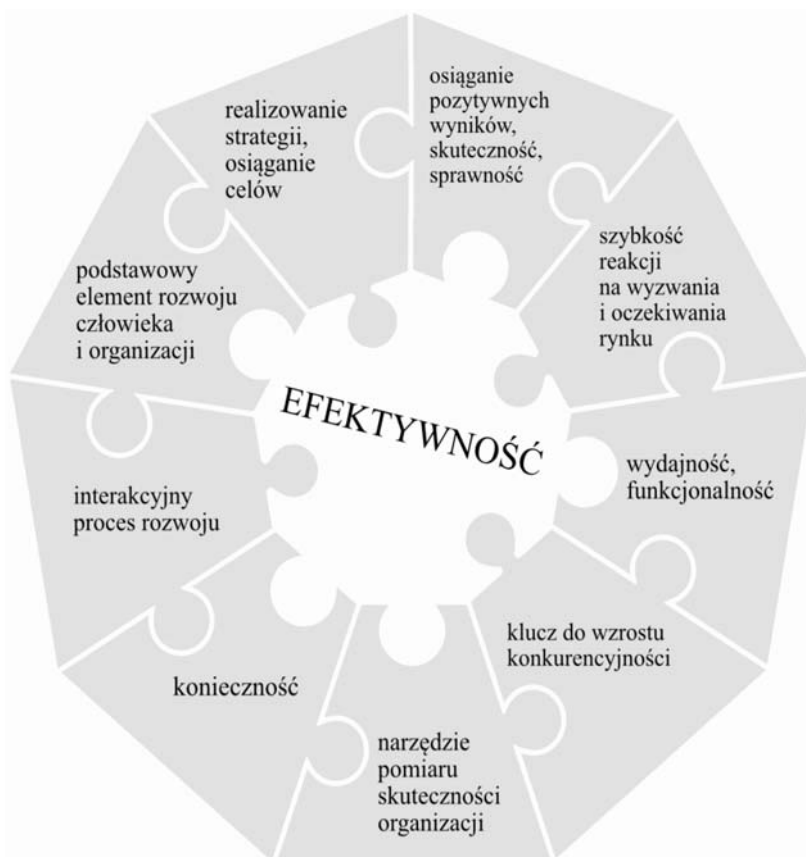 osiąganie
pozytywnych
wyników,
skuteczność,
sprawność
szybkość
reakcji
na wyzwania
i oczekiwania
rynku
wydajność,
funkcjonalność
klucz do wzrostu
konkurencyjności
narzędzie
pomiaru
skuteczności
organizacji
konieczność
interakcyjny
proces rozwoju
podstawowy
element rozwoju
człowieka
i organizacji
realizowanie
strategii,
osiąganie
celów
EFEKTYWNOŚĆ